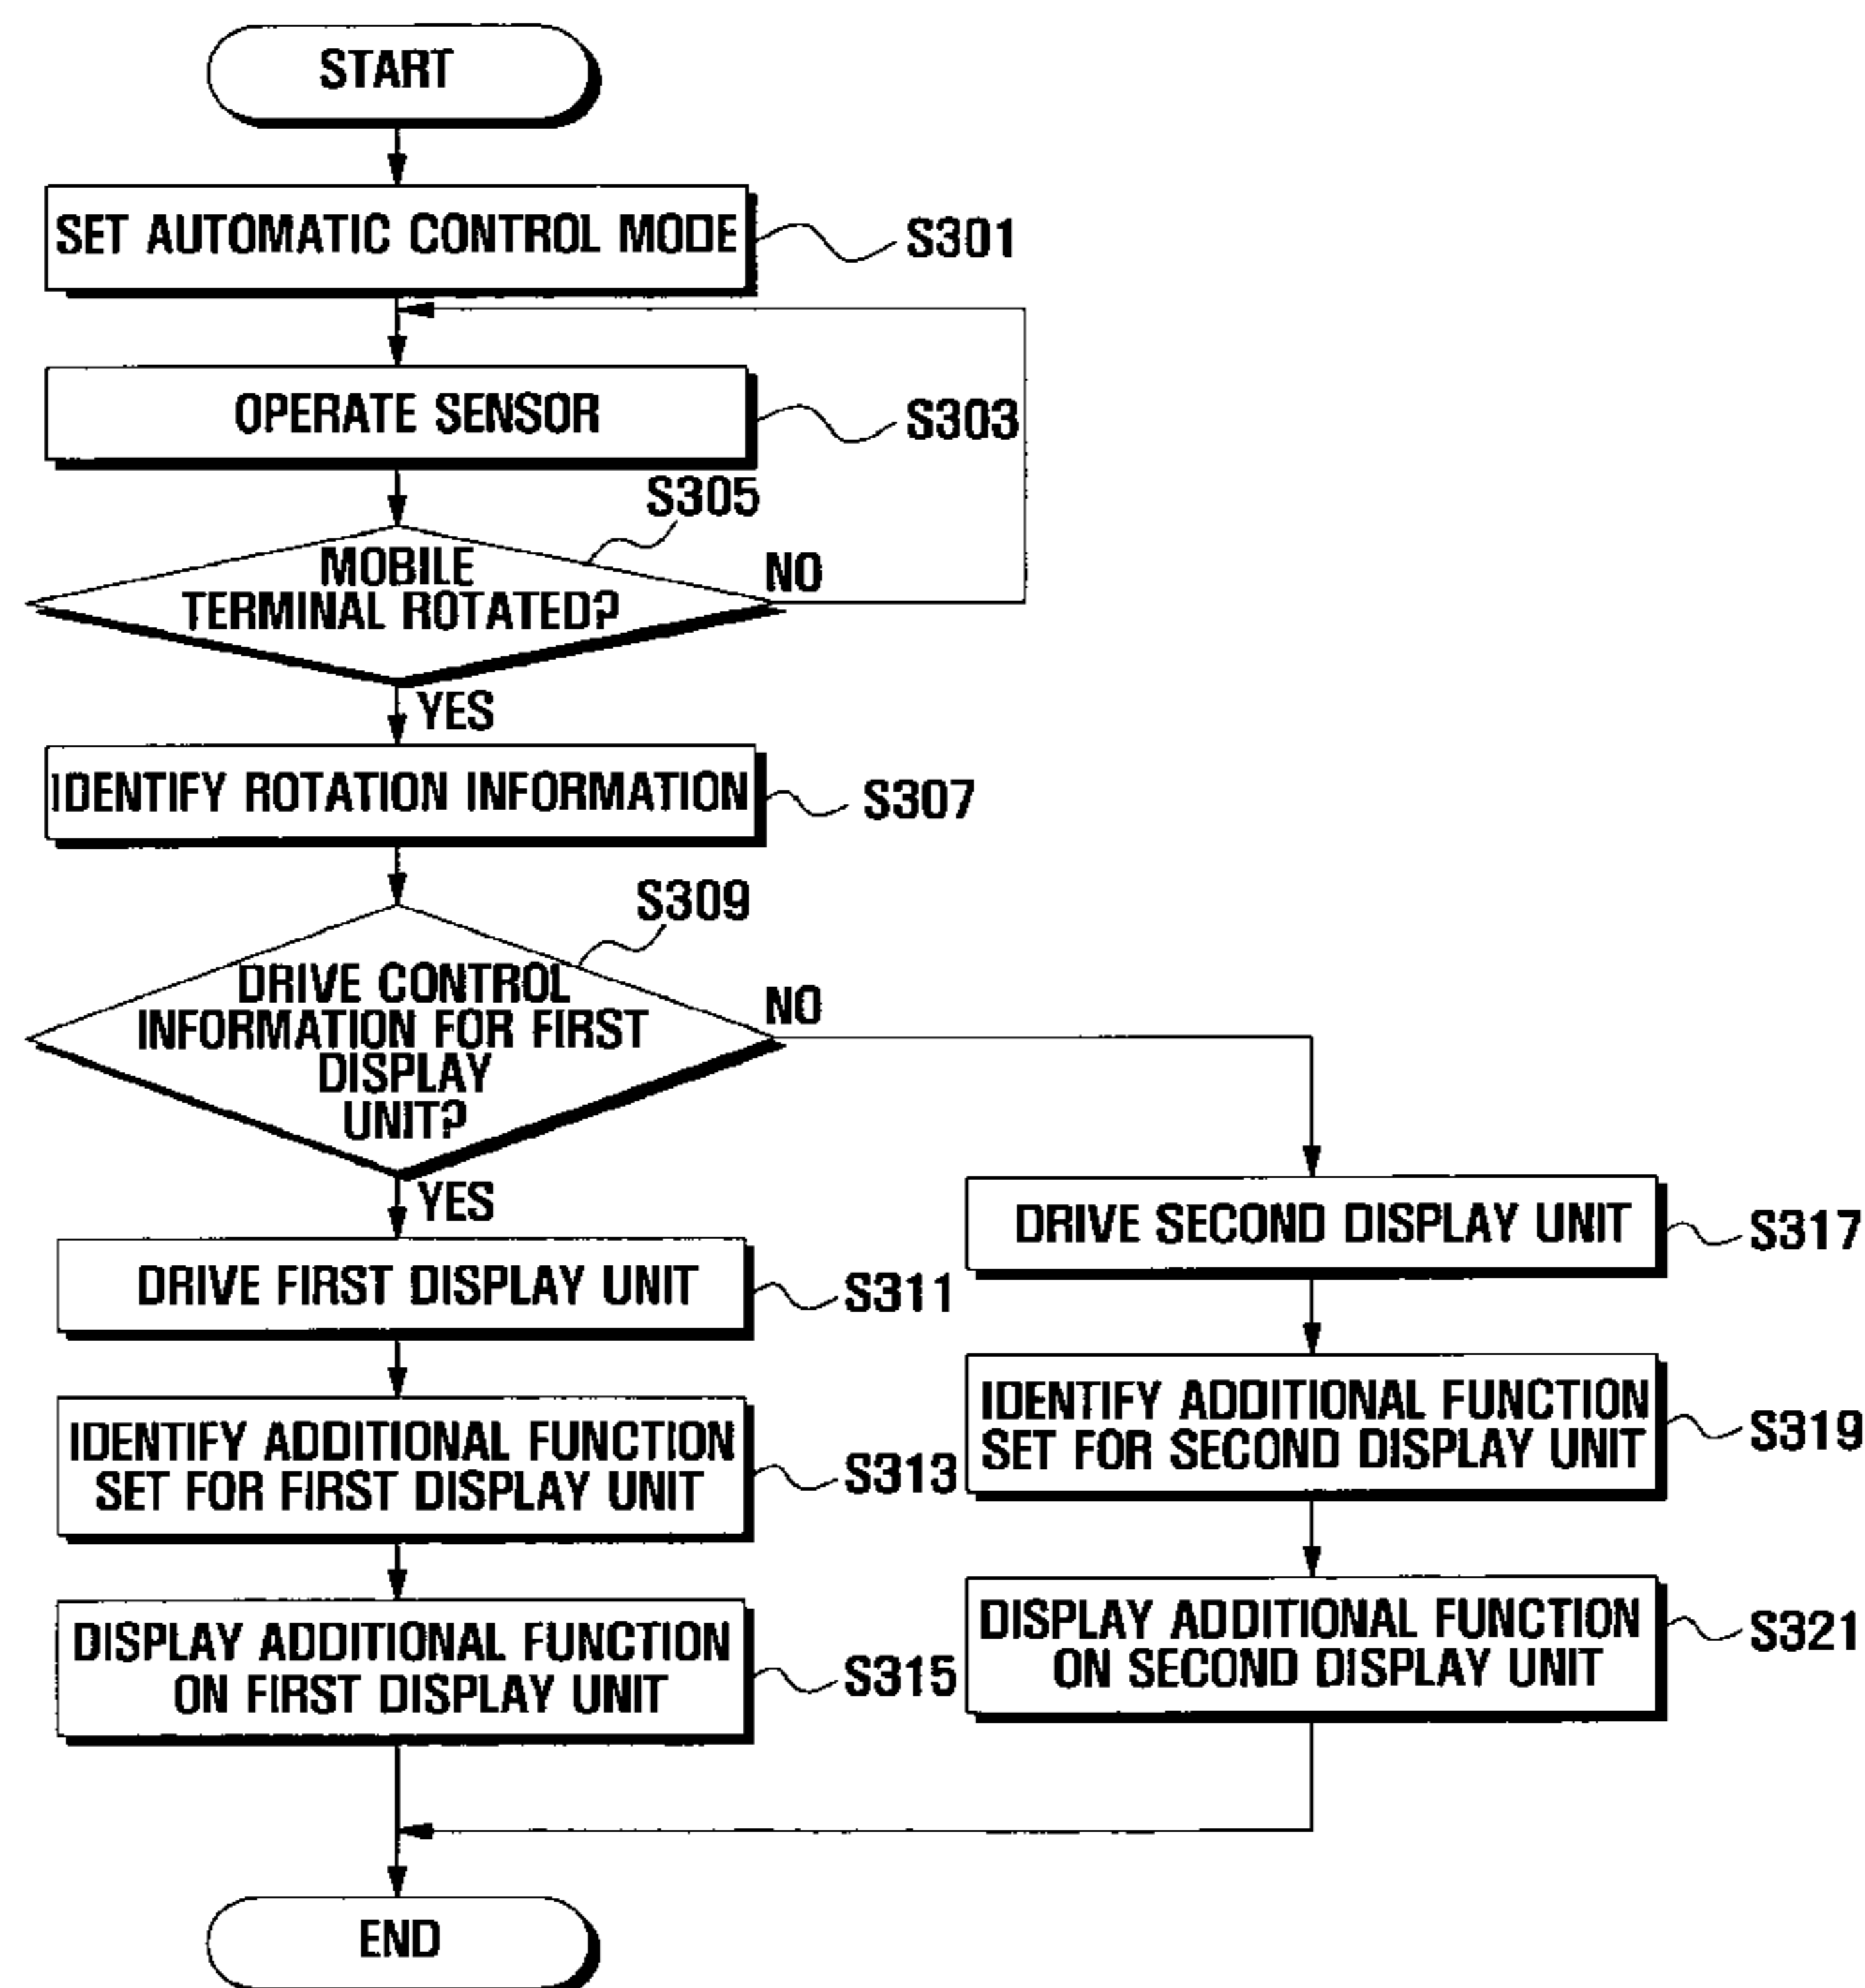 START
SET AUTOMATIC CONTROL MODE
S301
OPERATE SENSOR
S303
S305
MOBILE
TERMINAL ROTATED?
NO
YES
IDENTIFY ROTATION INFORMATION
S307
S309
DRIVE CONTROL
INFORMATION FOR FIRST
DISPLAY
UNIT?
NO
YES
DRIVE FIRST DISPLAY UNIT
S311
IDENTIFY ADDITIONAL FUNCTION
SET FOR FIRST DISPLAY UNIT
S313
DISPLAY ADDITIONAL FUNCTION
ON FIRST DISPLAY UNIT
S315
DRIVE SECOND DISPLAY UNIT
S317
IDENTIFY ADDITIONAL FUNCTION
SET FOR SECOND DISPLAY UNIT
S319
DISPLAY ADDITIONAL FUNCTION
ON SECOND DISPLAY UNIT
S321
END